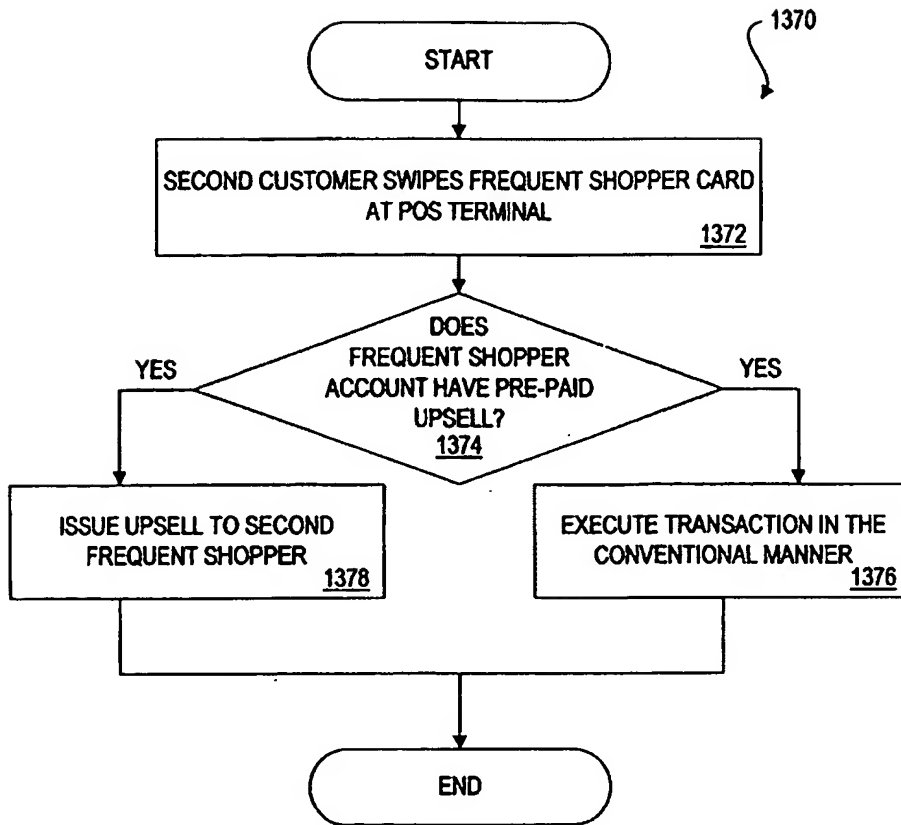 1370
START
SECOND CUSTOMER SWIPES FREQUENT SHOPPER CARD
AT POS TERMINAL
1372
DOES
FREQUENT SHOPPER
ACCOUNT HAVE PRE-PAID
UPSELL?
1374
YES
YES
ISSUE UPSELL TO SECOND
FREQUENT SHOPPER
1378
EXECUTE TRANSACTION IN THE
CONVENTIONAL MANNER
1376
END